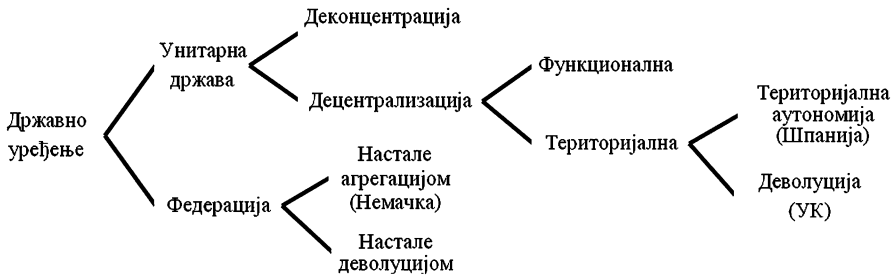 Државно
уређење
Унитарна
држава
Деконцентрација
Децентрализација
Функционална
Територијална
Територијална
аутономија
(Шпанија)
Деволуција
(УК)
Федерација
Настале
агрегацијом
(Немачка)
Настале
деволуцијом